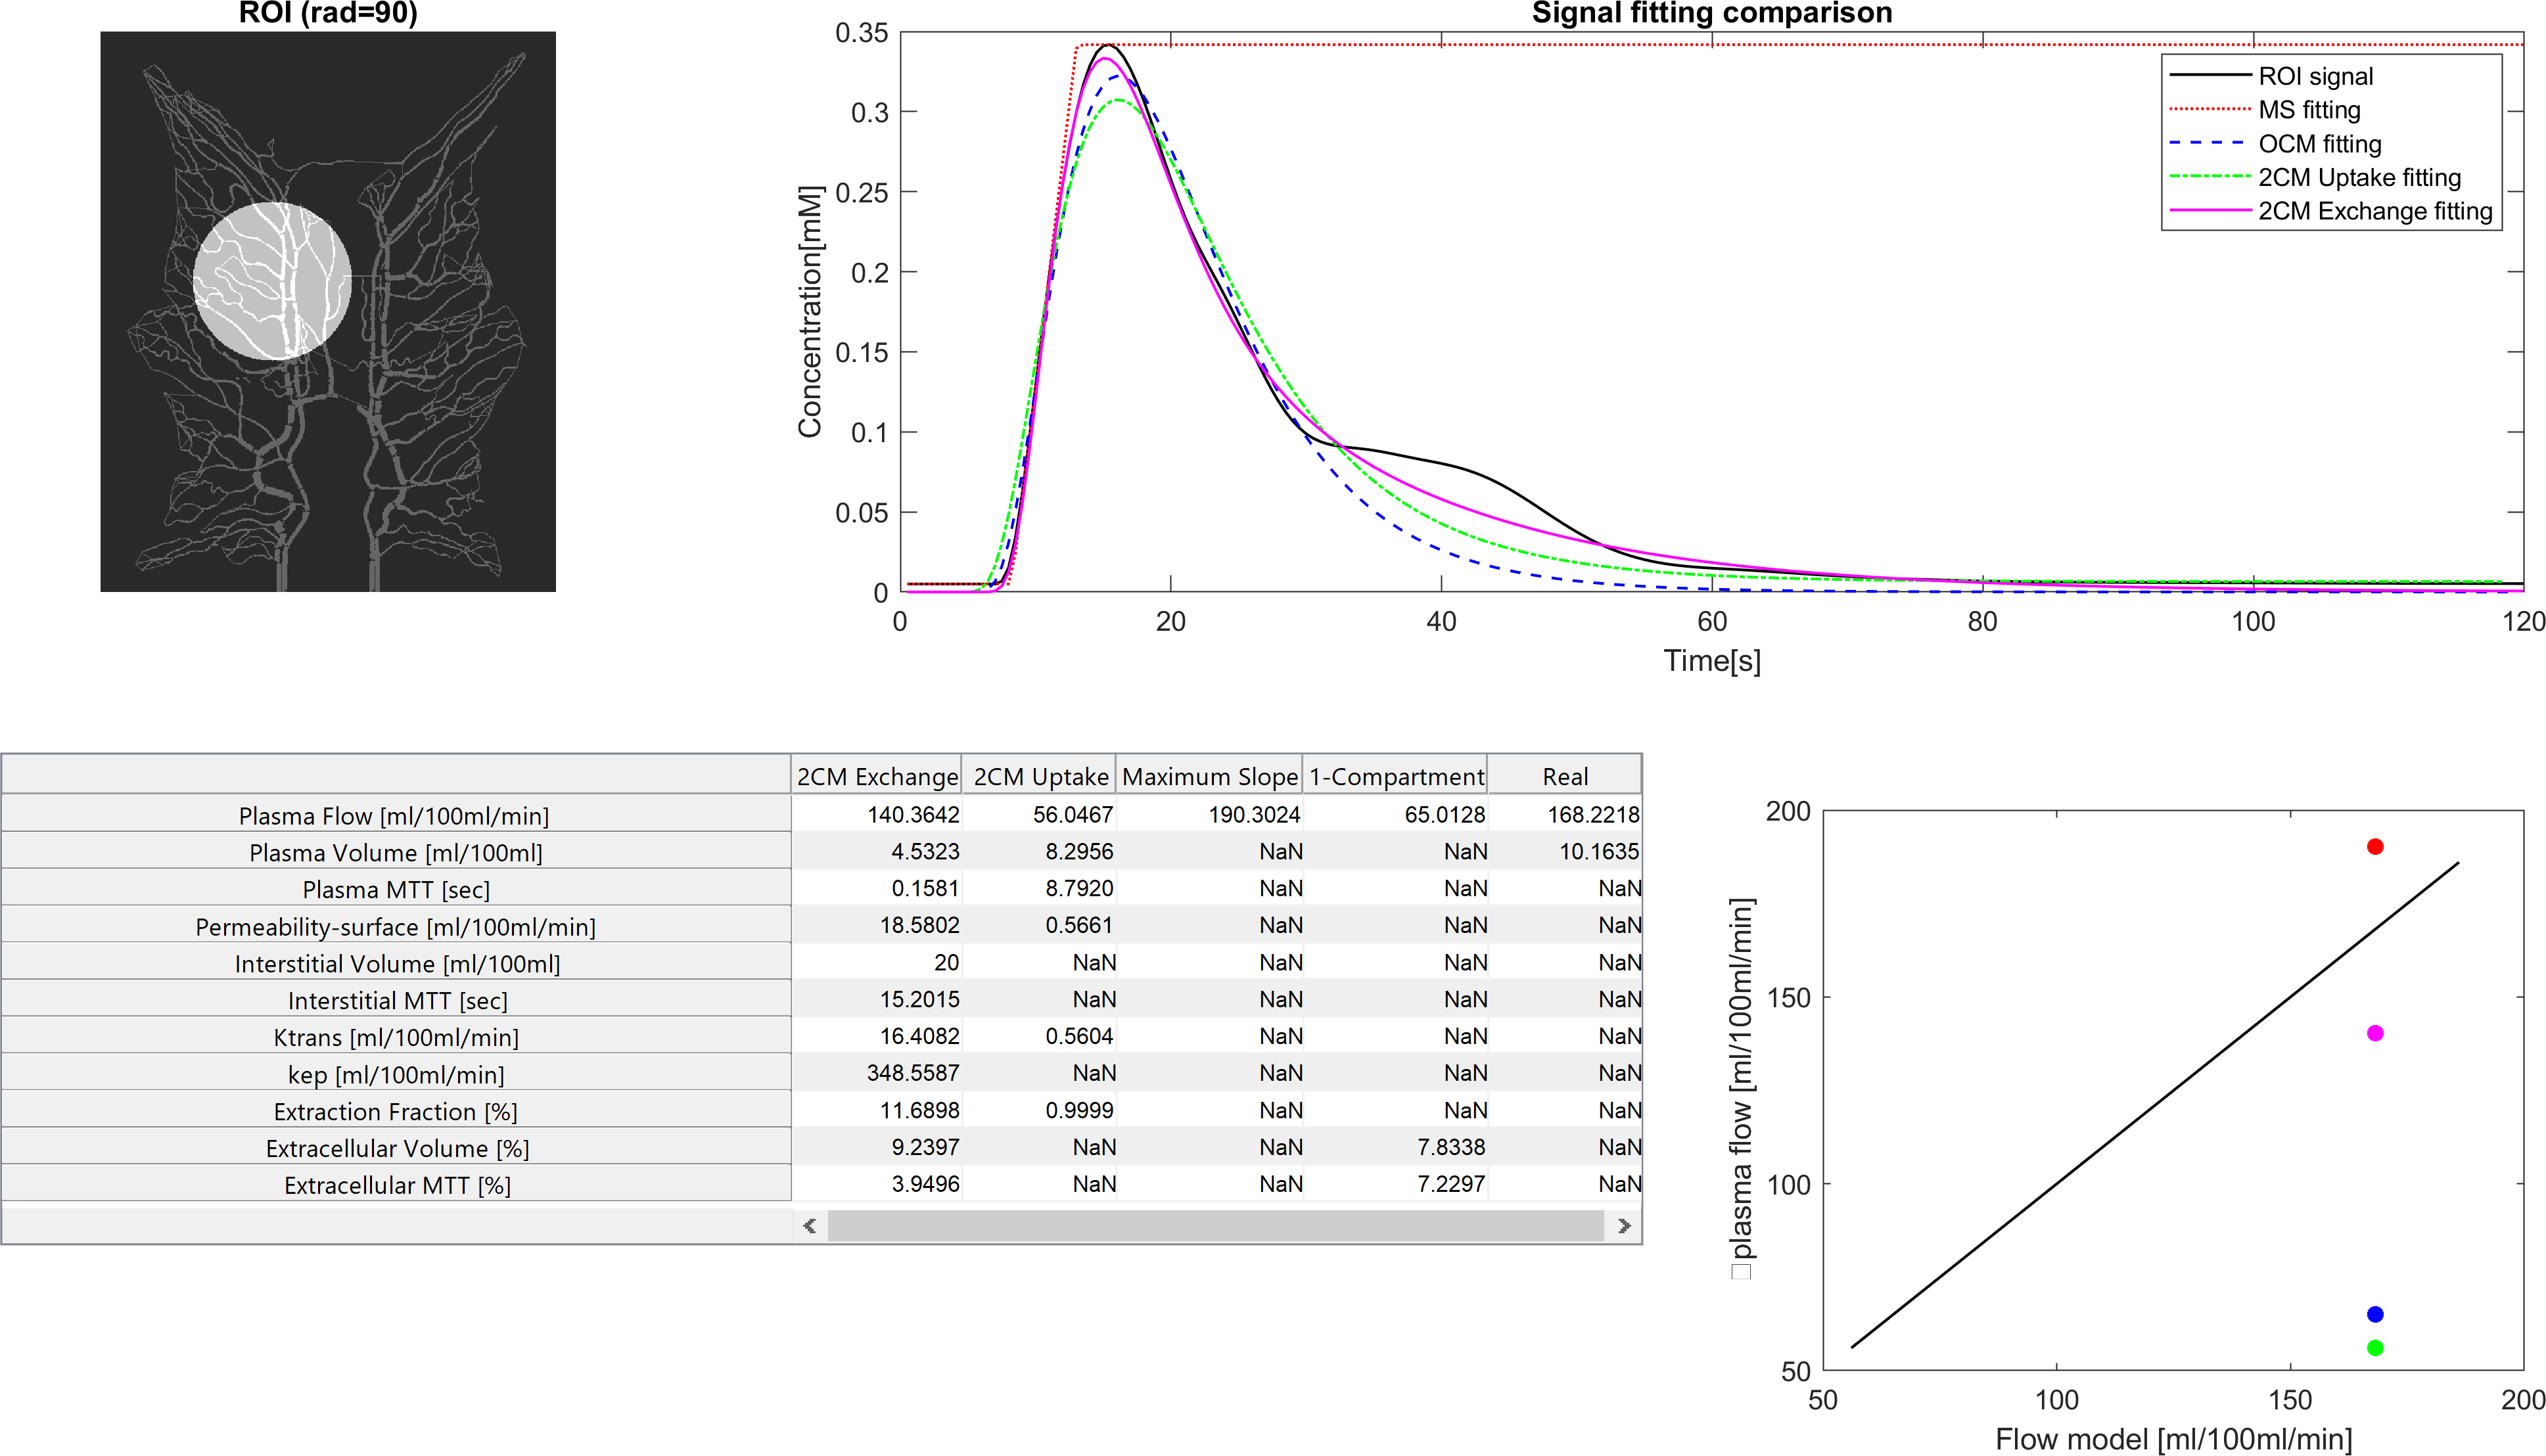 ROI (rad=90)
Signal fitting comparison
Concentration[mM]
0.35
0.3
0.25
0.2
0.15
0.1
0.05
0
0 20 40 60 80 100 120
Time[s]
ROI signal
MS fitting
OCM fitting
2CM Uptake fitting
2CM Exchange fitting
2CM Exchange 2CM Uptake Maximum Slope 1-Compartment Real
Plasma Flow [ml/100ml/min] 140.3642 56.0467 190.3024 65.0128 168.2218
Plasma Volume [ml/100ml] 4.5323 8.2956 NaN NaN 10.1635
Plasma MTT [sec] 0.1581 8.7920 NaN NaN NaN
Permeability-surface [ml/100ml/min] 18.5802 0.5661 NaN NaN NaN
Interstitial Volume [ml/100ml] 20 NaN NaN NaN NaN
Interstitial MTT [sec] 15.2015 NaN NaN NaN NaN
Ktrans [ml/100ml/min] 16.4082 0.5604 NaN NaN NaN
kep [ml/100ml/min] 348.5587 NaN NaN NaN NaN
Extraction Fraction [%] 11.6898 0.9999 NaN NaN NaN
Extracellular Volume [%] 9.2397 NaN NaN 7.8338 NaN
Extracellular MTT [%] 3.9496 NaN NaN 7.2297 NaN
□plasma flow [ml/100ml/min]
200
150
100
50
50 100 150 200
Flow model [ml/100ml/min]